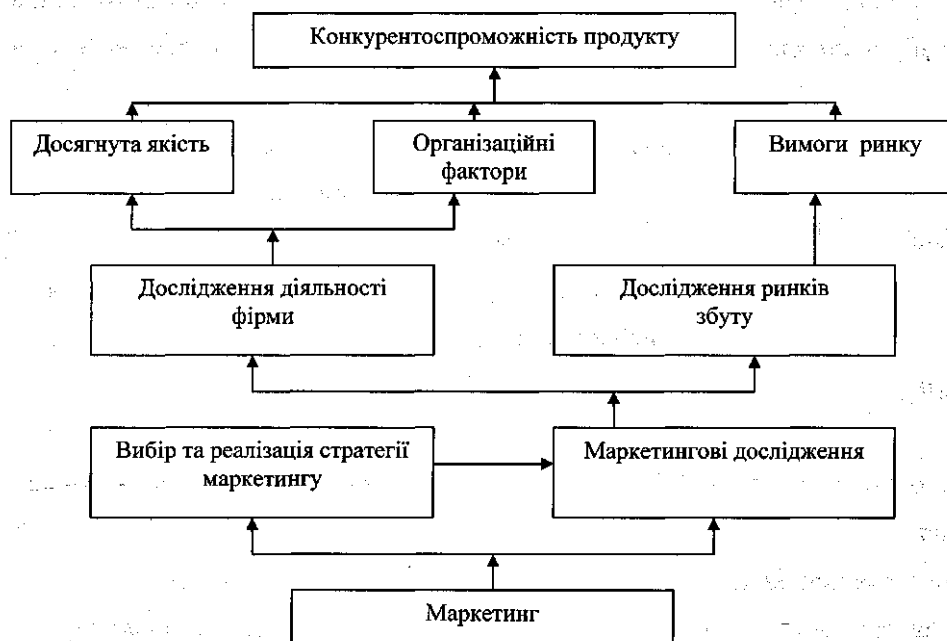 Конкурентоспроможність продукту
Досягнута якість
Організаційні
фактори
Вимоги ринку
Дослідження діяльності
фірми
Дослідження ринків
збуту
Вибір та реалізація стратегії
маркетингу
Маркетингові дослідження
Маркетинг